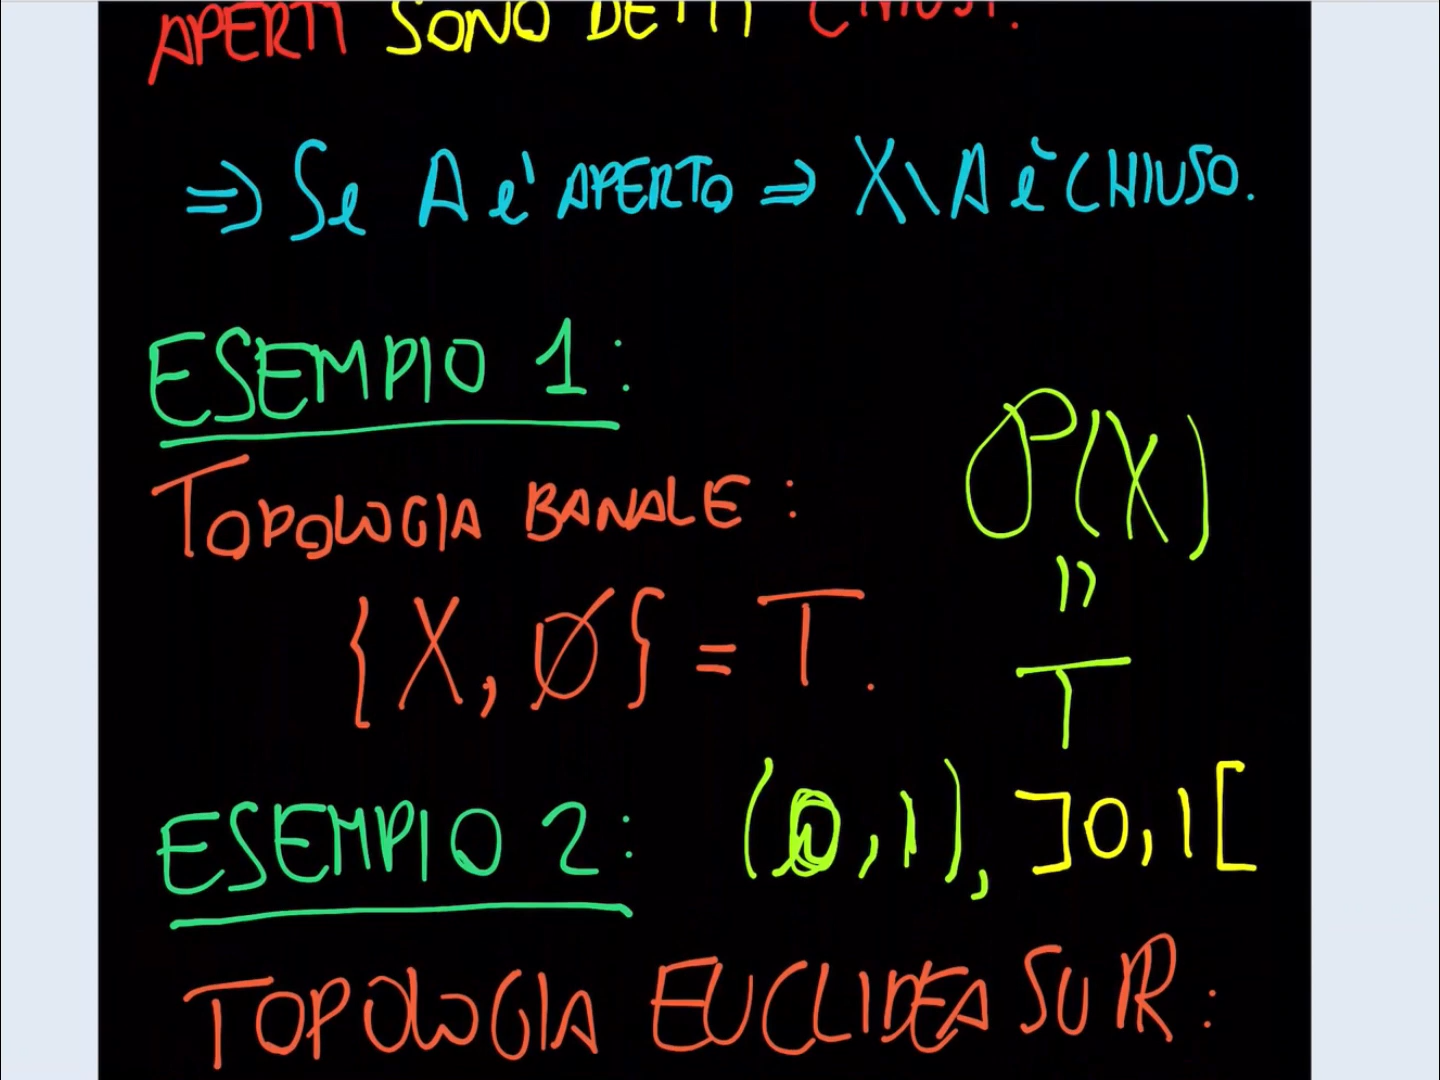 APERTI SONO DETTI CHIUSI.
=> Se A e' APERTO => X\A è CHIUSO.
ESEMPIO 1:
TOPOLOGIA BANALE:
{X, ∅} = T.
P(X)
=
T
ESEMPIO 2: (0,1), ]0,1[
TOPOLOGIA EUCLIDEA SU ℝ: